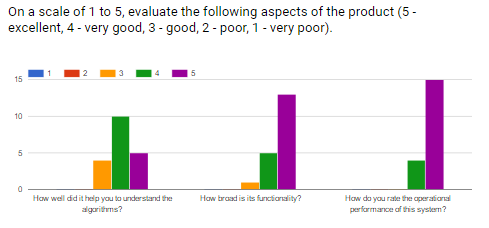 On a scale of 1 to 5, evaluate the following aspects of the product (5 -
excellent, 4 - very good, 3 - good, 2 - poor, 1 - very poor).
1 2 3 4 5
15
10
5
0
How well did it help you to understand the
algorithms?
How broad is its functionality?
How do you rate the operational
performance of this system?